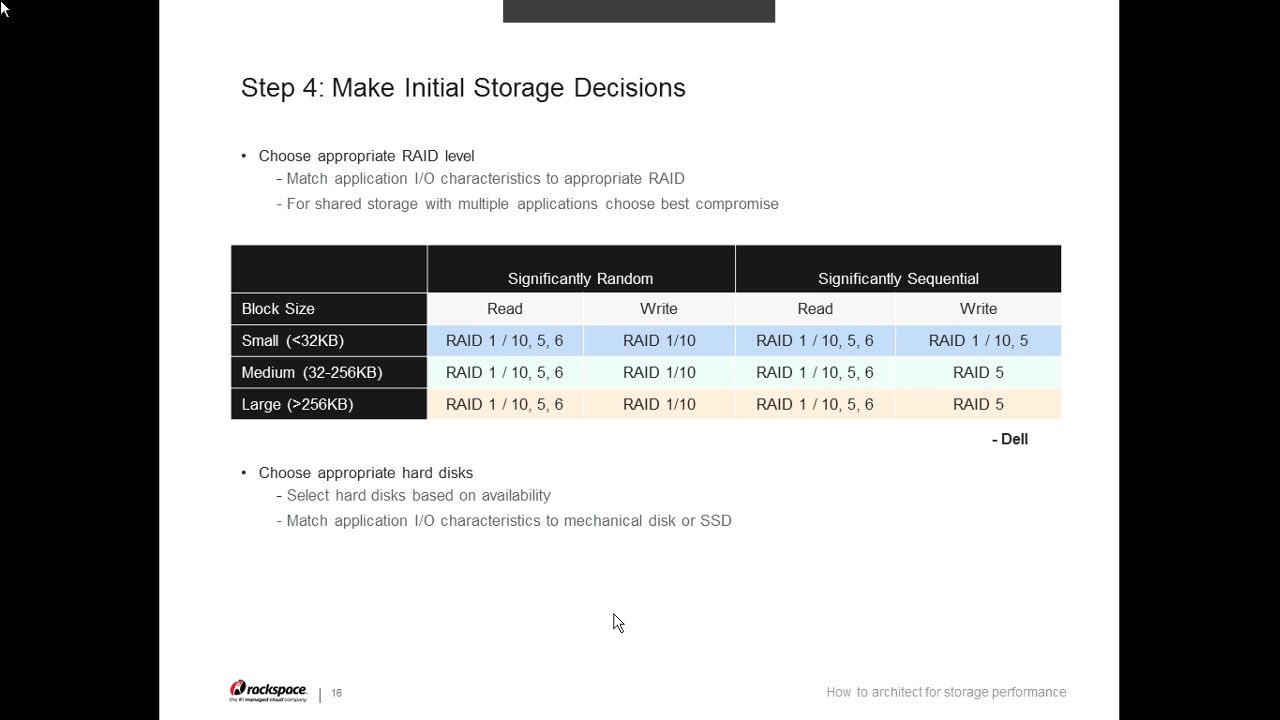 Step 4: Make Initial Storage Decisions
• Choose appropriate RAID level
- Match application I/O characteristics to appropriate RAID
- For shared storage with multiple applications choose best compromise
Significantly Random Significantly Sequential
Block Size Read Write Read Write
Small (<32KB) RAID 1 / 10, 5, 6 RAID 1/10 RAID 1 / 10, 5, 6 RAID 1 / 10, 5
Medium (32-256KB) RAID 1 / 10, 5, 6 RAID 1/10 RAID 1 / 10, 5, 6 RAID 5
Large (>256KB) RAID 1 / 10, 5, 6 RAID 1/10 RAID 1 / 10, 5, 6 RAID 5
- Dell
• Choose appropriate hard disks
- Select hard disks based on availability
- Match application I/O characteristics to mechanical disk or SSD
rackspace.
the #1 managed cloud company
16
How to architect for storage performance